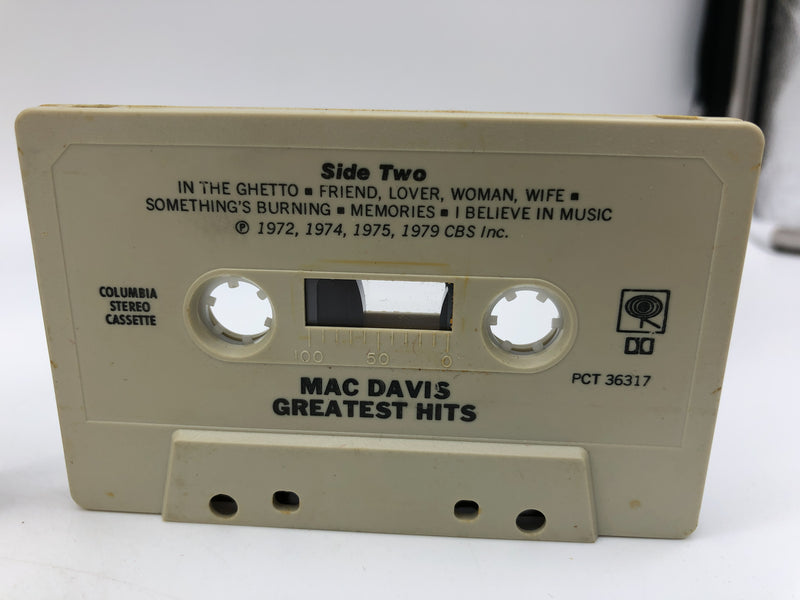 Side Two
IN THE GHETTO ▪ FRIEND, LOVER, WOMAN, WIFE ▪
SOMETHING'S BURNING ▪ MEMORIES ▪ I BELIEVE IN MUSIC
℗ 1972, 1974, 1975, 1979 CBS Inc.
COLUMBIA
STEREO
CASSETTE
100 50 0
MAC DAVIS
GREATEST HITS
PCT 36317